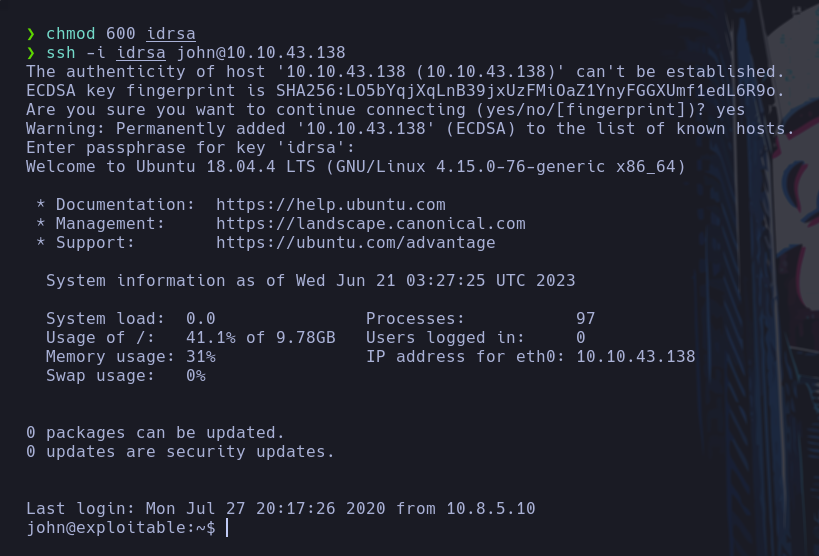 ❯ chmod 600 idrsa
❯ ssh -i idrsa john@10.10.43.138
The authenticity of host '10.10.43.138 (10.10.43.138)' can't be established.
ECDSA key fingerprint is SHA256:LO5bYqjXqLnB39jxUzFMiOaZ1YnyFGGXUmf1edL6R9o.
Are you sure you want to continue connecting (yes/no/[fingerprint])? yes
Warning: Permanently added '10.10.43.138' (ECDSA) to the list of known hosts.
Enter passphrase for key 'idrsa':
Welcome to Ubuntu 18.04.4 LTS (GNU/Linux 4.15.0-76-generic x86_64)

 * Documentation:  https://help.ubuntu.com
 * Management:     https://landscape.canonical.com
 * Support:        https://ubuntu.com/advantage

  System information as of Wed Jun 21 03:27:25 UTC 2023

  System load:  0.0               Processes:           97
  Usage of /:   41.1% of 9.78GB   Users logged in:     0
  Memory usage: 31%               IP address for eth0: 10.10.43.138
  Swap usage:   0%

0 packages can be updated.
0 updates are security updates.

Last login: Mon Jul 27 20:17:26 2020 from 10.8.5.10
john@exploitable:~$